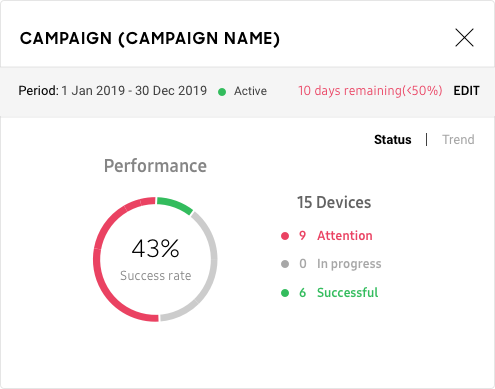 CAMPAIGN (CAMPAIGN NAME)
Period: 1 Jan 2019 - 30 Dec 2019 Active 10 days remaining(<50%) EDIT
Status Trend
Performance
43%
Success rate
15 Devices
9 Attention
0 In progress
6 Successful